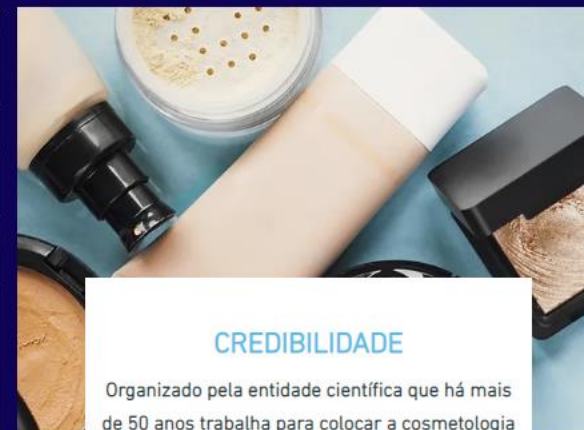 CREDIBILIDADE
Organizado pela entidade científica que há mais
de 50 anos trabalha para colocar a cosmetologia